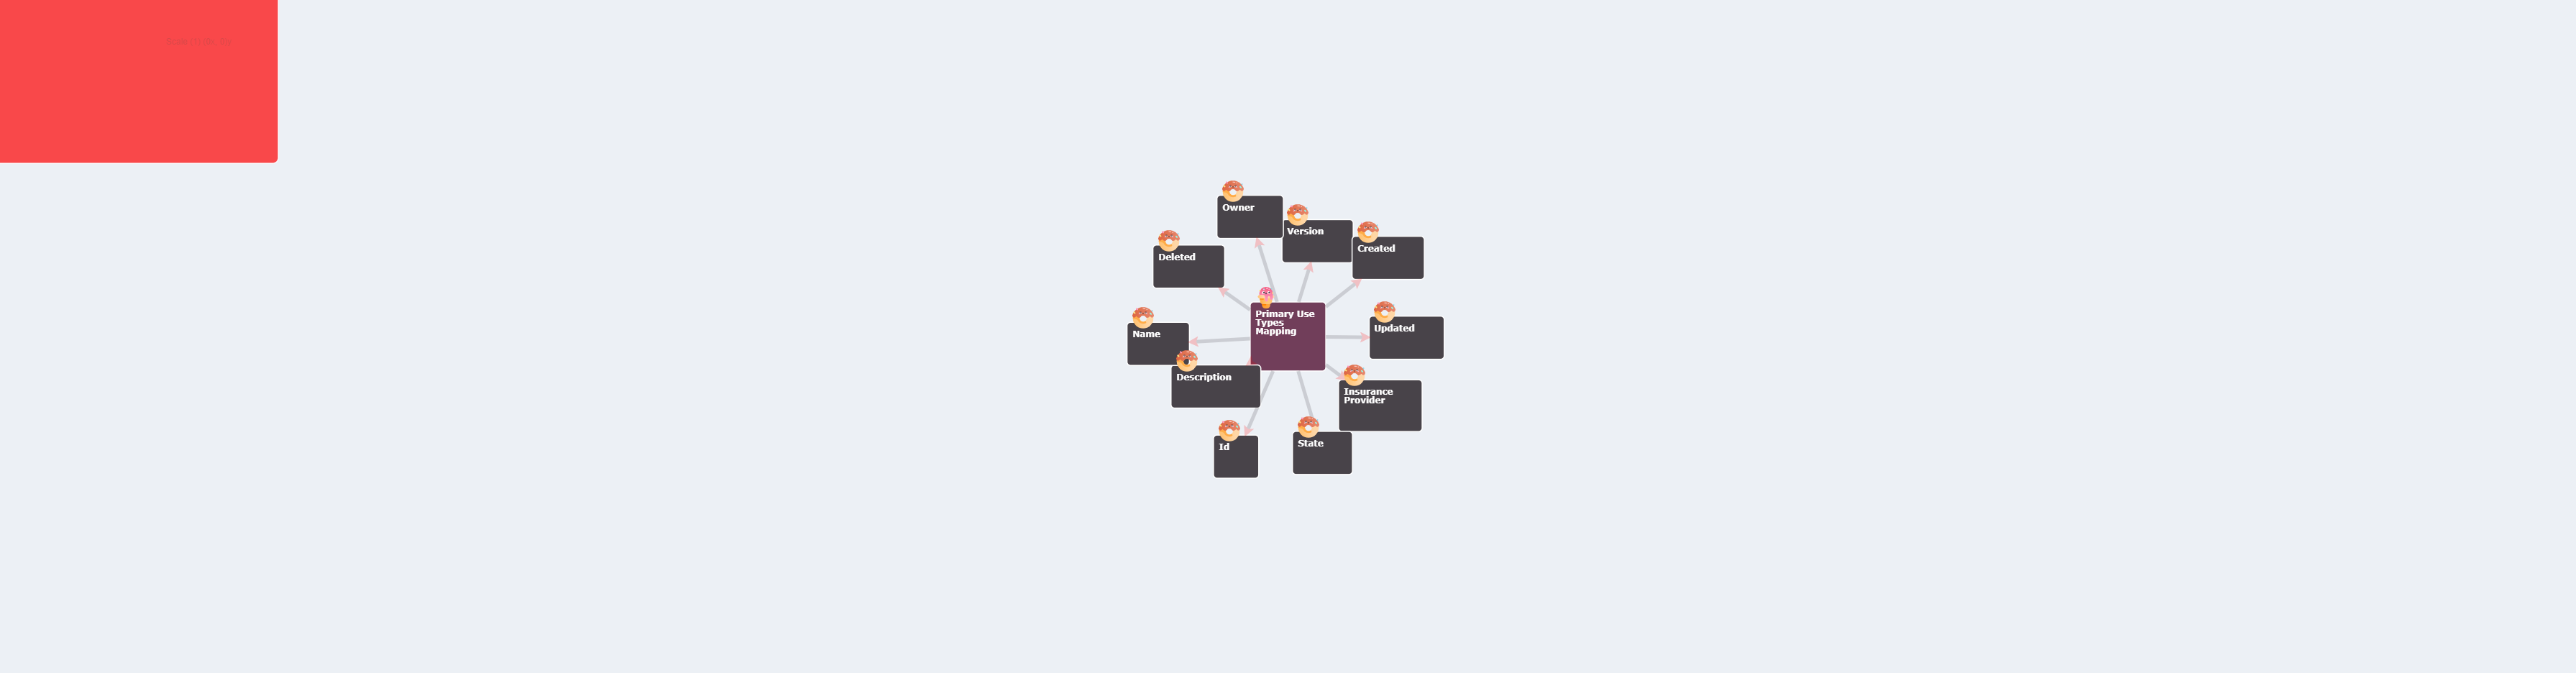 Owner
Version
Created
Deleted
Primary Use
Types
Mapping
Updated
Name
Description
Insurance
Provider
Id
State